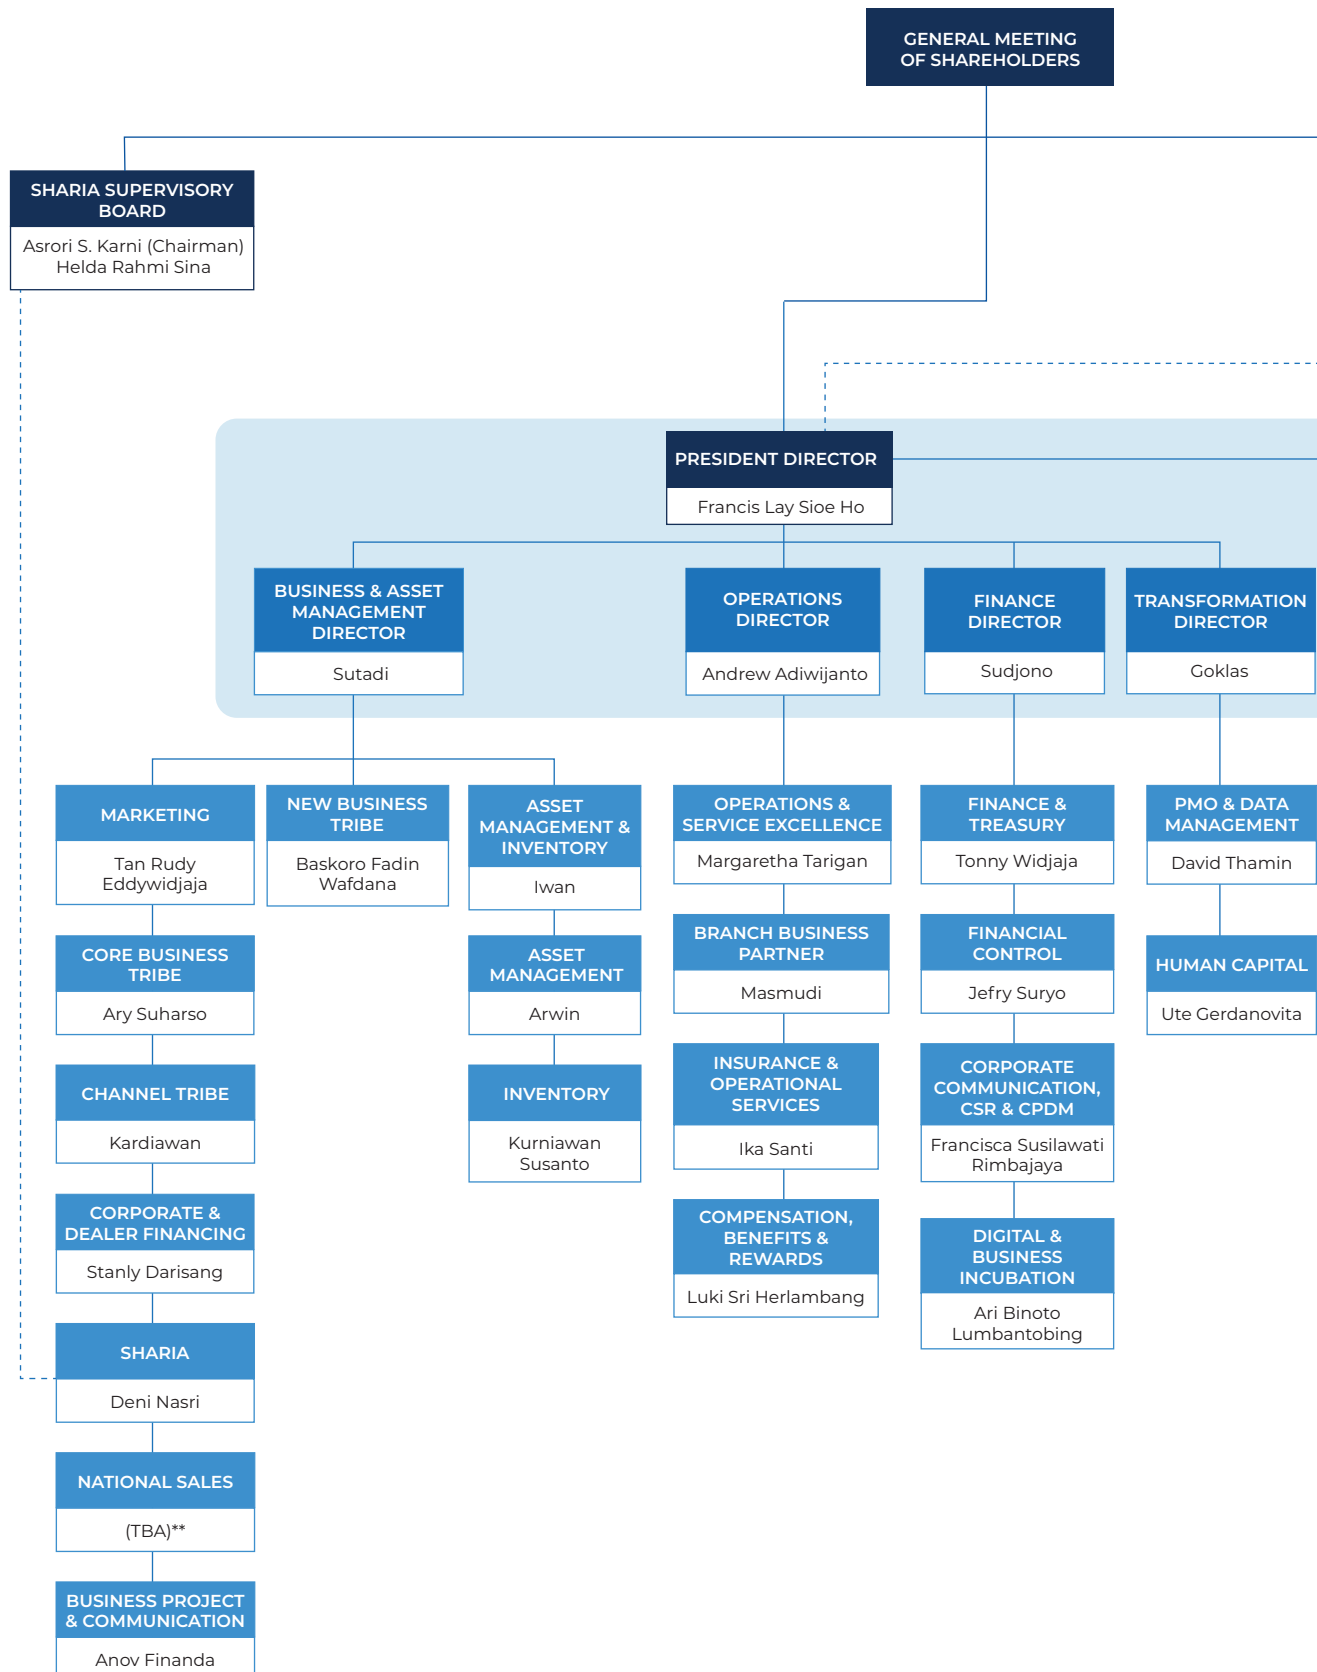 GENERAL MEETING
OF SHAREHOLDERS
SHARIA SUPERVISORY
BOARD
Asrori S. Karni (Chairman)
Helda Rahmi Sina
PRESIDENT DIRECTOR
Francis Lay Sioe Ho
BUSINESS & ASSET
MANAGEMENT
DIRECTOR
Sutadi
OPERATIONS
DIRECTOR
Andrew Adiwijanto
FINANCE
DIRECTOR
Sudjono
TRANSFORMATION
DIRECTOR
Goklas
MARKETING
Tan Rudy
Eddywidjaja
CORE BUSINESS
TRIBE
Ary Suharso
CHANNEL TRIBE
Kardiawan
CORPORATE &
DEALER FINANCING
Stanly Darisang
SHARIA
Deni Nasri
NATIONAL SALES
(TBA)**
BUSINESS PROJECT
& COMMUNICATION
Anov Finanda
NEW BUSINESS
TRIBE
Baskoro Fadin
Wafdana
ASSET
MANAGEMENT &
INVENTORY
Iwan
ASSET
MANAGEMENT
Arwin
INVENTORY
Kurniawan
Susanto
OPERATIONS &
SERVICE EXCELLENCE
Margaretha Tarigan
BRANCH BUSINESS
PARTNER
Masmudi
INSURANCE &
OPERATIONAL
SERVICES
Ika Santi
COMPENSATION,
BENEFITS &
REWARDS
Luki Sri Herlambang
FINANCE &
TREASURY
Tonny Widjaja
FINANCIAL
CONTROL
Jefry Suryo
CORPORATE
COMMUNICATION,
CSR & CPDM
Francisca Susilawati
Rimbajaya
DIGITAL &
BUSINESS
INCUBATION
Ari Binoto
Lumbantobing
PMO & DATA
MANAGEMENT
David Thamin
HUMAN CAPITAL
Ute Gerdanovita